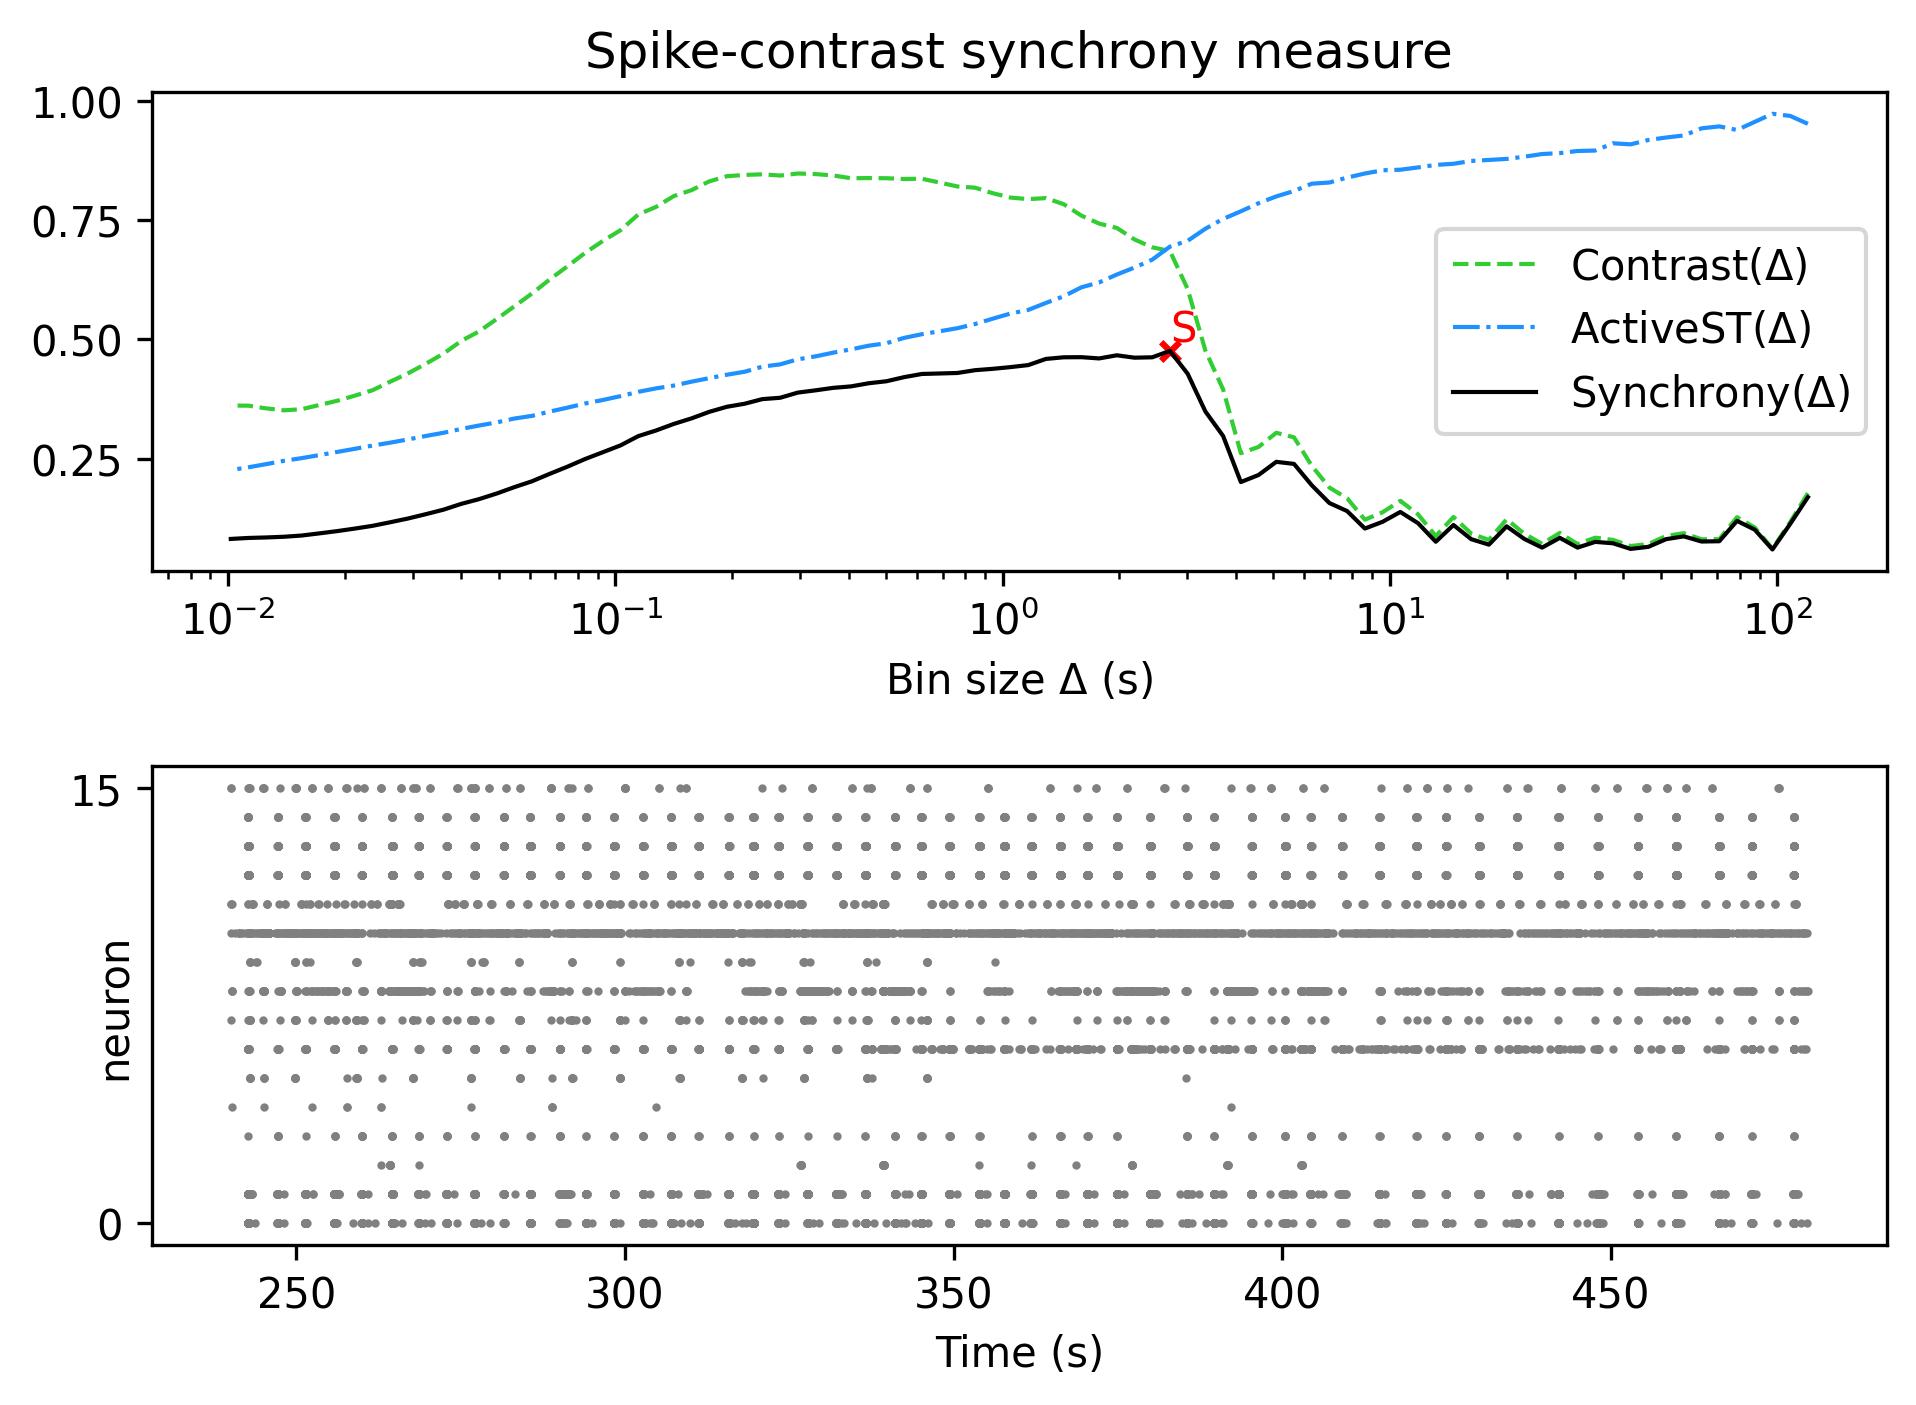 Spike-contrast synchrony measure
1.00
0.75
0.50
0.25
S
Contrast(Δ)
ActiveST(Δ)
Synchrony(Δ)
10⁻² 10⁻¹ 10⁰ 10¹ 10²
Bin size Δ (s)
15
neuron
0
250 300 350 400 450
Time (s)